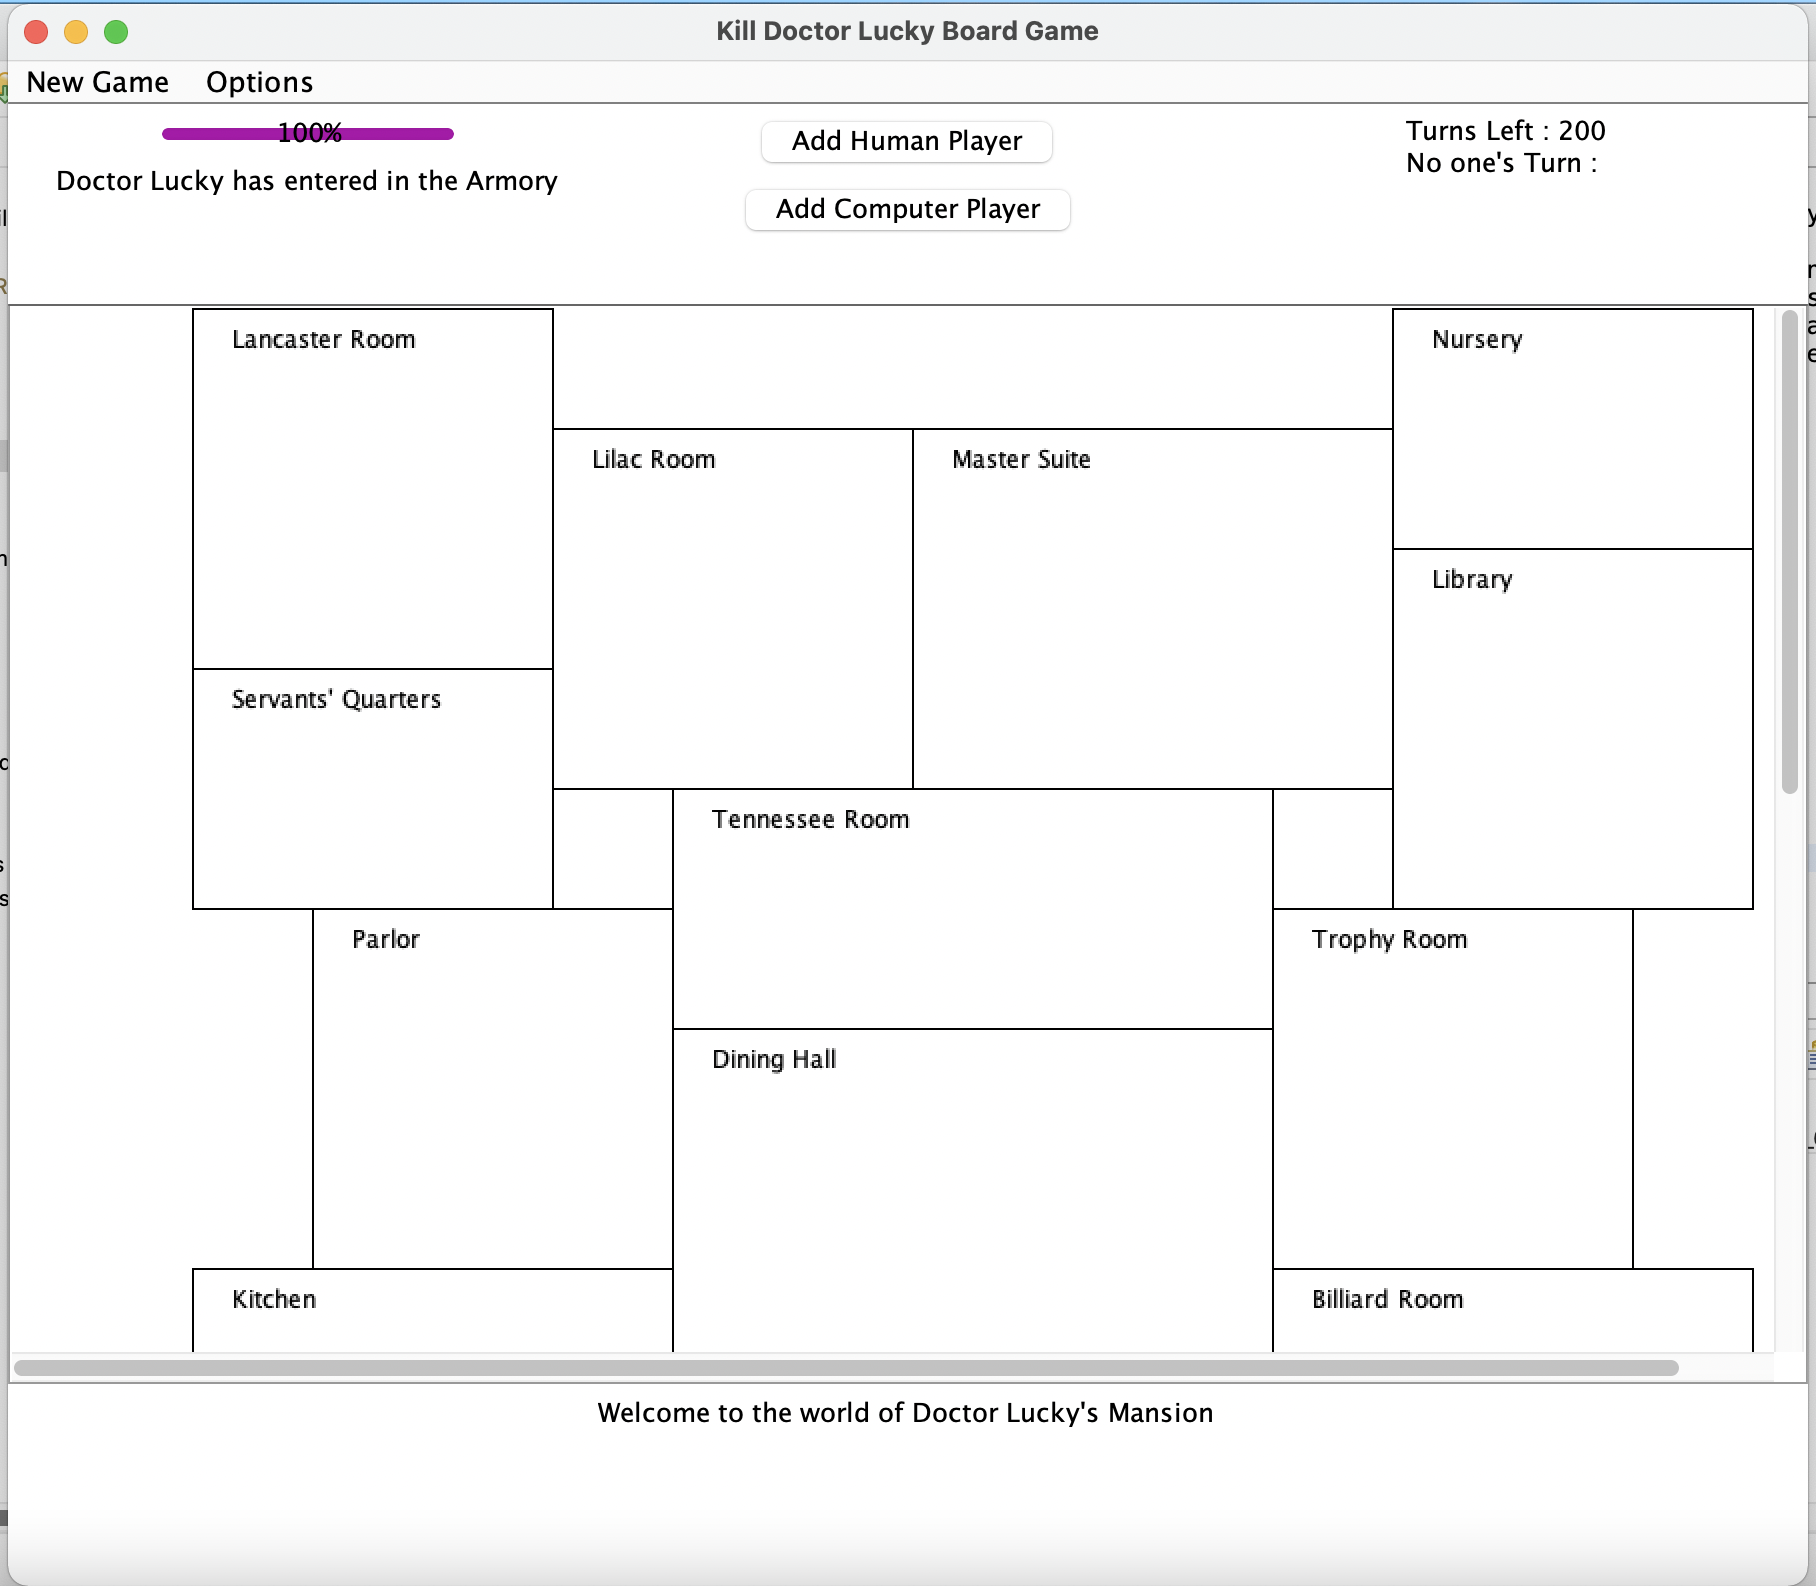 Kill Doctor Lucky Board Game
New Game Options
100%
Doctor Lucky has entered in the Armory
Add Human Player
Add Computer Player
Turns Left : 200
No one's Turn :
Lancaster Room
Nursery
Lilac Room
Master Suite
Library
Servants' Quarters
Tennessee Room
Parlor
Trophy Room
Dining Hall
Kitchen
Billiard Room
Welcome to the world of Doctor Lucky's Mansion